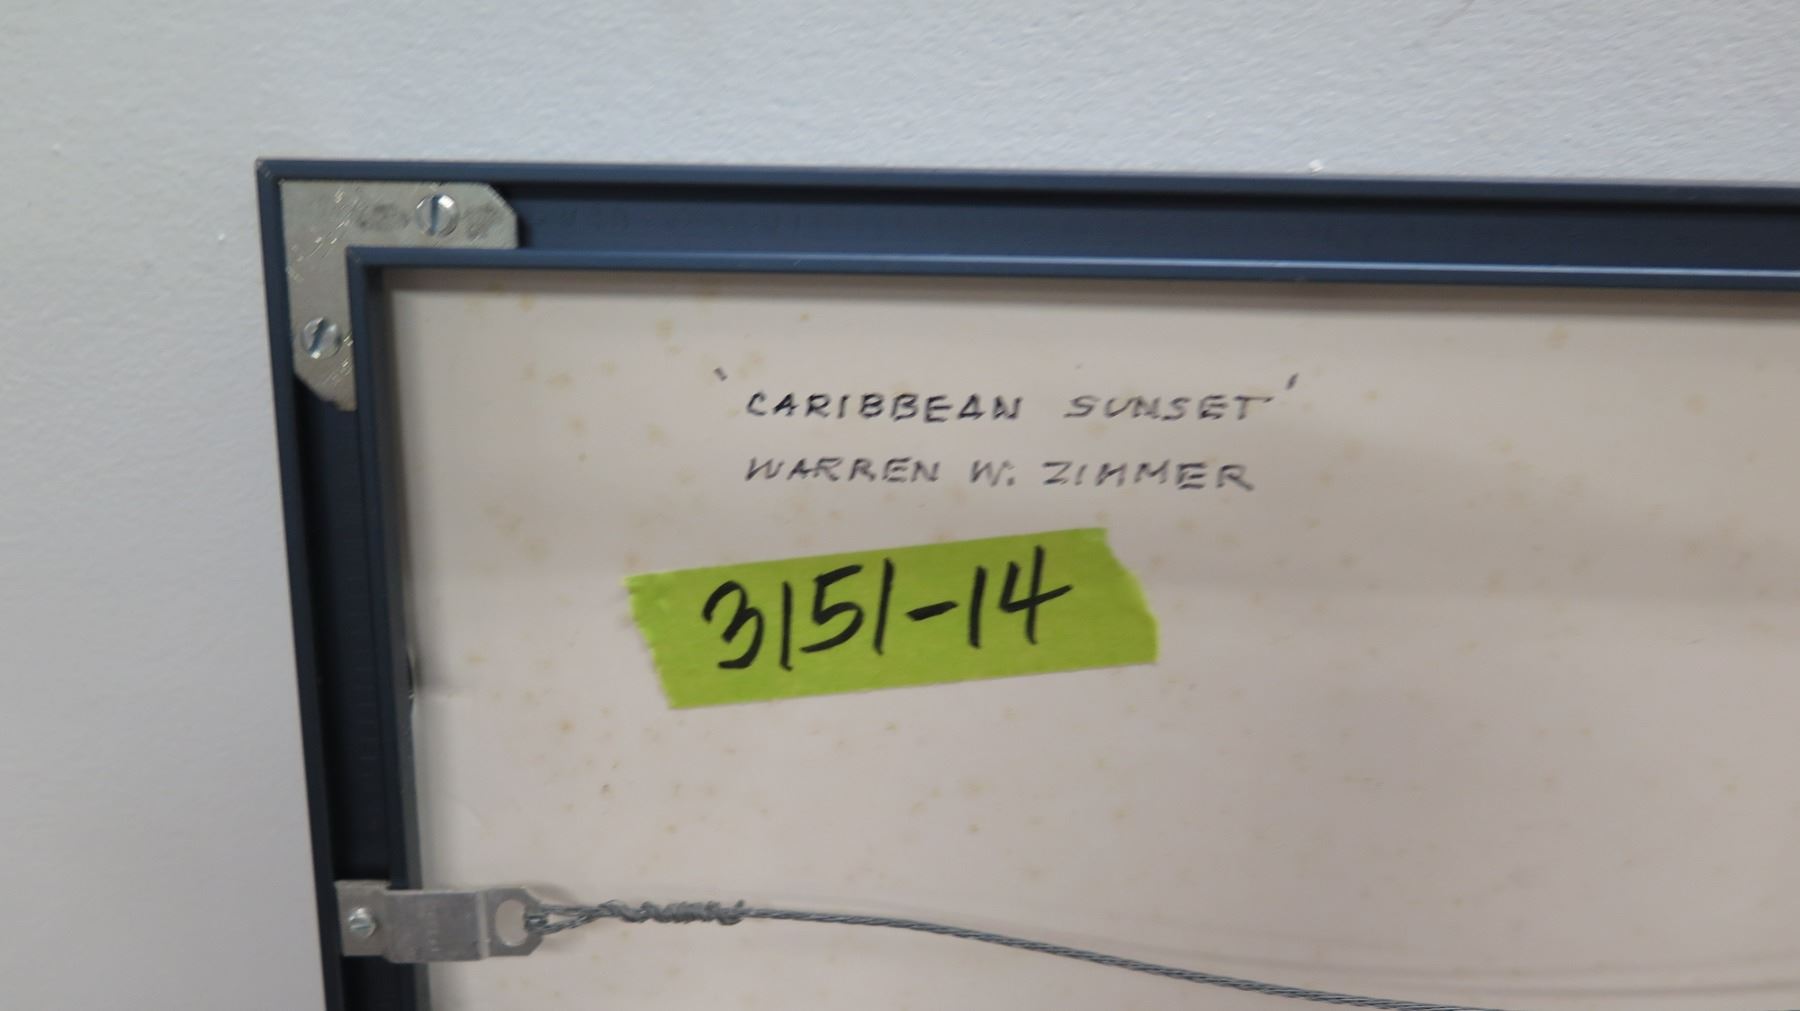 'CARIBBEAN SUNSET'
WARREN W. ZIMMER
3151-14